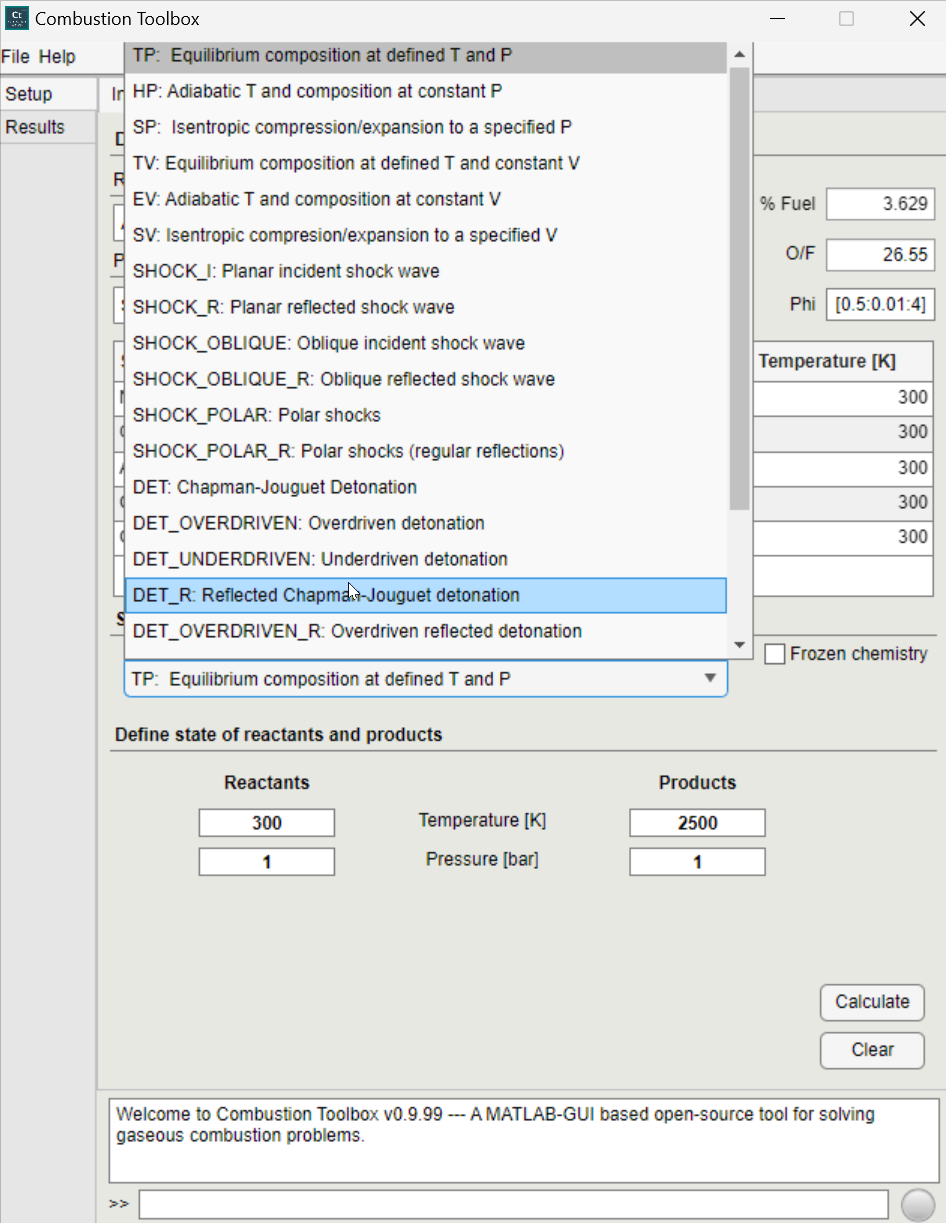 Ct
Combustion Toolbox
File Help
Setup
Results
TP: Equilibrium composition at defined T and P
HP: Adiabatic T and composition at constant P
SP: Isentropic compression/expansion to a specified P
TV: Equilibrium composition at defined T and constant V
EV: Adiabatic T and composition at constant V
SV: Isentropic compresion/expansion to a specified V
SHOCK_I: Planar incident shock wave
SHOCK_R: Planar reflected shock wave
SHOCK_OBLIQUE: Oblique incident shock wave
SHOCK_OBLIQUE_R: Oblique reflected shock wave
SHOCK_POLAR: Polar shocks
SHOCK_POLAR_R: Polar shocks (regular reflections)
DET: Chapman-Jouguet Detonation
DET_OVERDRIVEN: Overdriven detonation
DET_UNDERDRIVEN: Underdriven detonation
DET_R: Reflected Chapman-Jouguet detonation
DET_OVERDRIVEN_R: Overdriven reflected detonation
% Fuel 3.629
O/F 26.55
Phi [0.5:0.01:4]
Temperature [K]
300
300
300
300
300
Frozen chemistry
TP: Equilibrium composition at defined T and P
Define state of reactants and products
Reactants Products
300 Temperature [K] 2500
1 Pressure [bar] 1
Calculate
Clear
Welcome to Combustion Toolbox v0.9.99 --- A MATLAB-GUI based open-source tool for solving
gaseous combustion problems.
>>